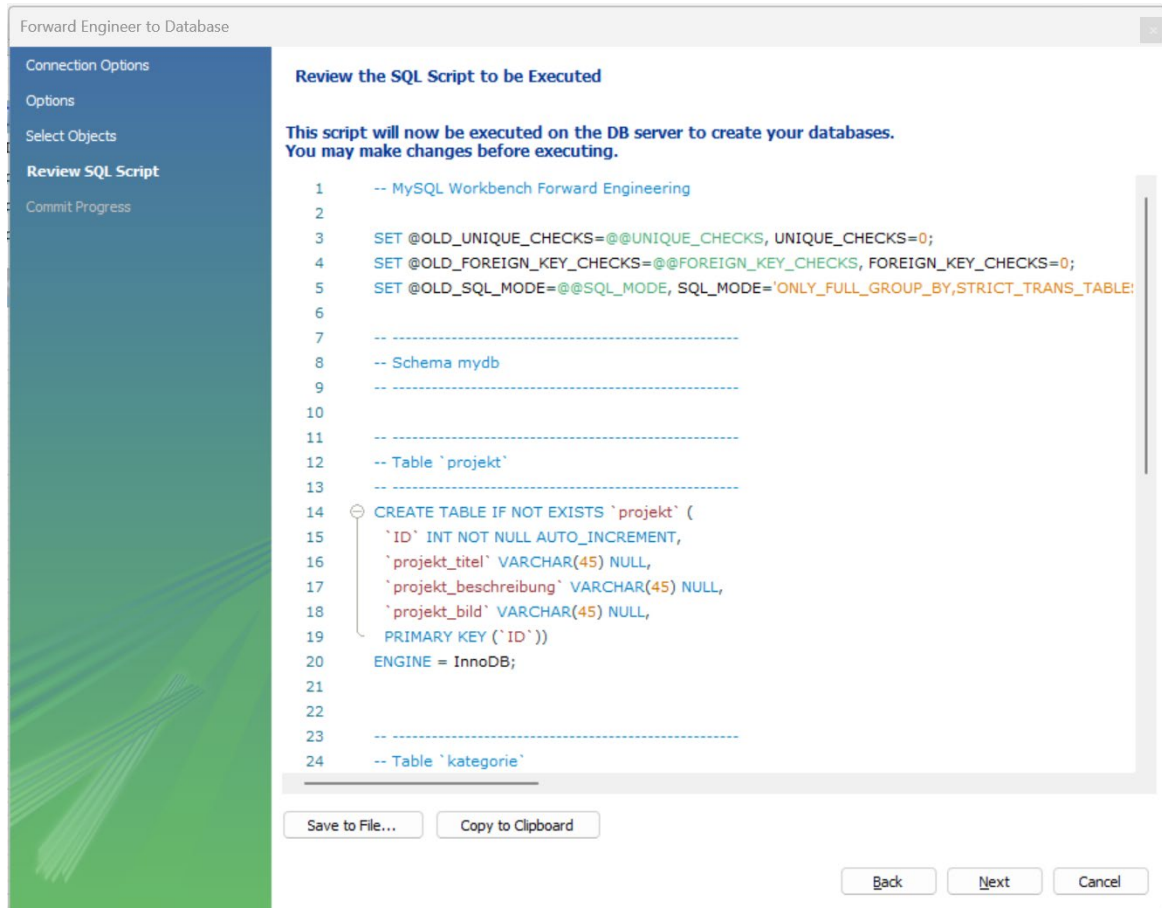 Forward Engineer to Database
Connection Options
Options
Select Objects
Review SQL Script
Commit Progress
Review the SQL Script to be Executed
This script will now be executed on the DB server to create your databases.
You may make changes before executing.
1 -- MySQL Workbench Forward Engineering
2
3 SET @OLD_UNIQUE_CHECKS=@@UNIQUE_CHECKS, UNIQUE_CHECKS=0;
4 SET @OLD_FOREIGN_KEY_CHECKS=@@FOREIGN_KEY_CHECKS, FOREIGN_KEY_CHECKS=0;
5 SET @OLD_SQL_MODE=@@SQL_MODE, SQL_MODE='ONLY_FULL_GROUP_BY,STRICT_TRANS_TABLES
6
7 -- -----------------------------------------------------
8 -- Schema mydb
9 -- -----------------------------------------------------
10
11 -- -----------------------------------------------------
12 -- Table `projekt`
13 -- -----------------------------------------------------
14 CREATE TABLE IF NOT EXISTS `projekt` (
15 `ID` INT NOT NULL AUTO_INCREMENT,
16 `projekt_titel` VARCHAR(45) NULL,
17 `projekt_beschreibung` VARCHAR(45) NULL,
18 `projekt_bild` VARCHAR(45) NULL,
19 PRIMARY KEY (`ID`))
20 ENGINE = InnoDB;
21
22
23 -- -----------------------------------------------------
24 -- Table `kategorie`
Save to File...
Copy to Clipboard
Back
Next
Cancel